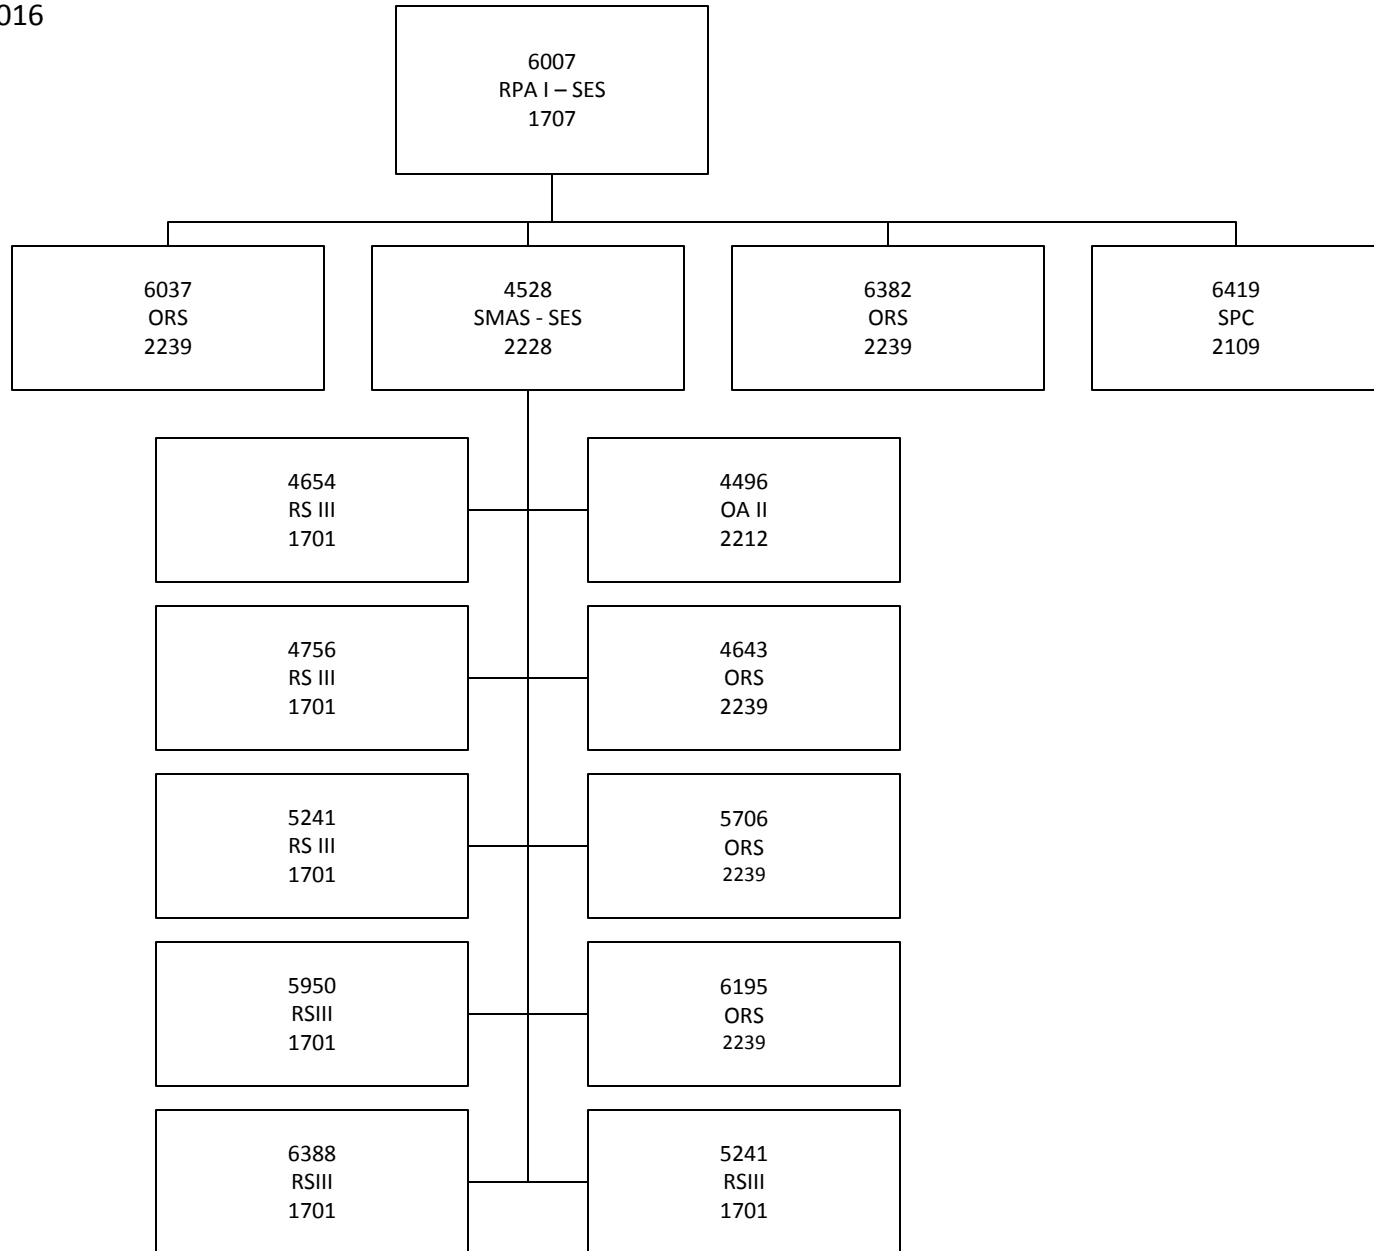 016
6007
RPA I – SES
1707
6037
ORS
2239
4528
SMAS - SES
2228
6382
ORS
2239
6419
SPC
2109
4654
RS III
1701
4496
OA II
2212
4756
RS III
1701
4643
ORS
2239
5241
RS III
1701
5706
ORS
2239
5950
RSIII
1701
6195
ORS
2239
6388
RSIII
1701
5241
RSIII
1701